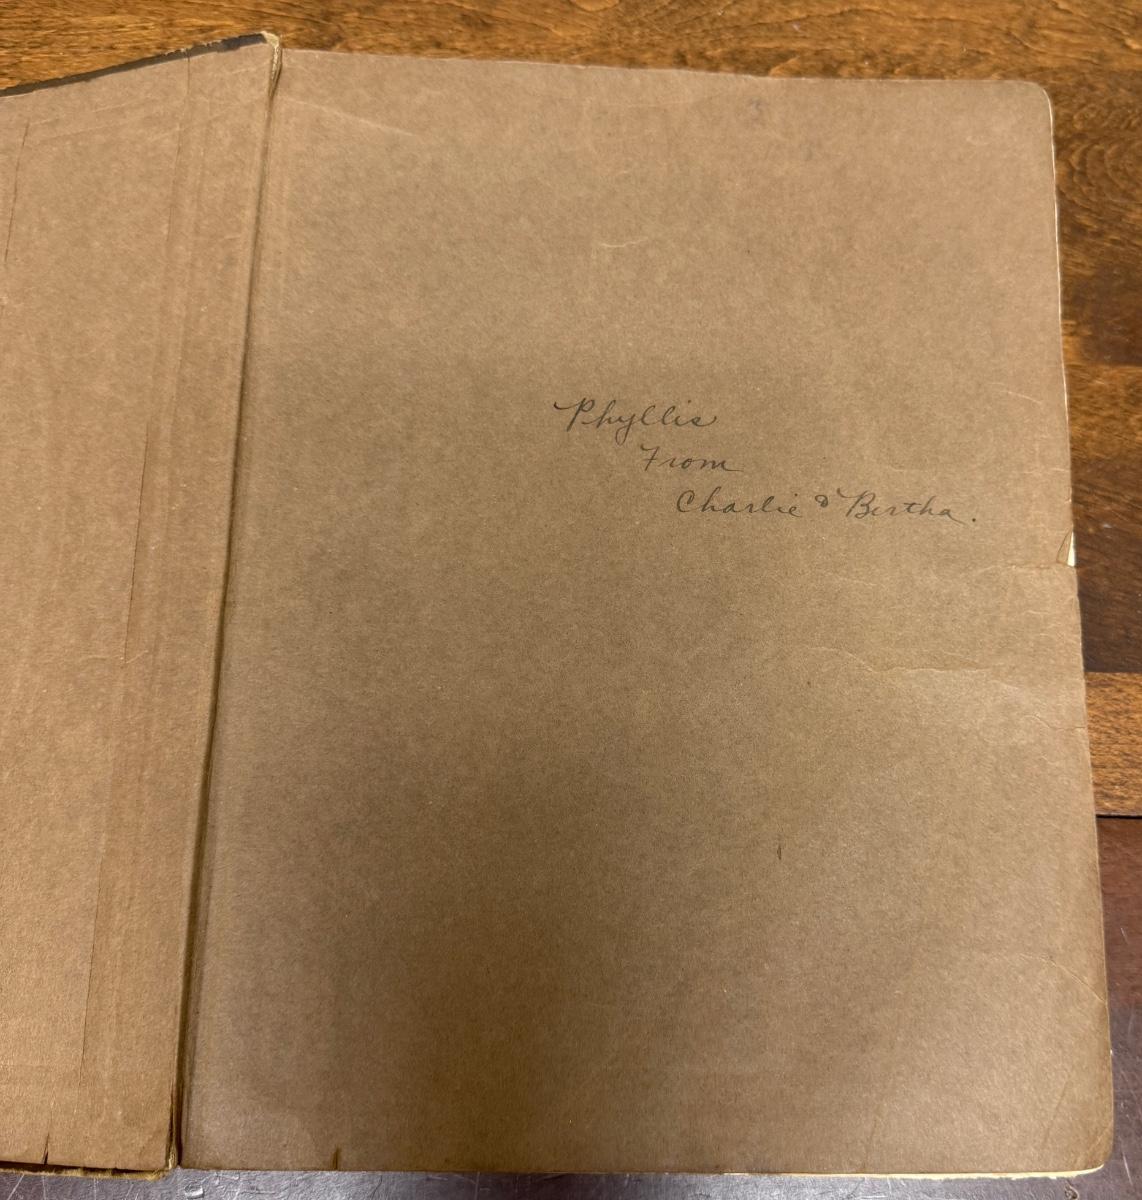 Phyllis
From
Charlie & Bertha.